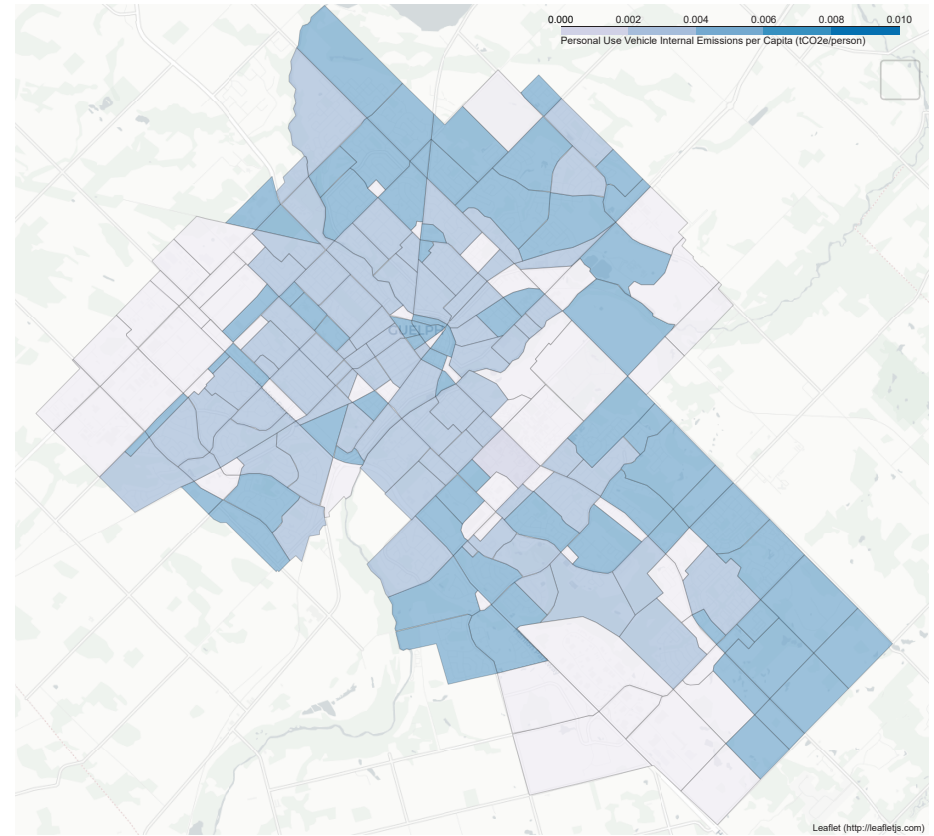 0.000 0.002 0.004 0.006 0.008 0.010
Personal Use Vehicle Internal Emissions per Capita (tCO2e/person)
GUELPH
Leaflet (http://leafletjs.com)